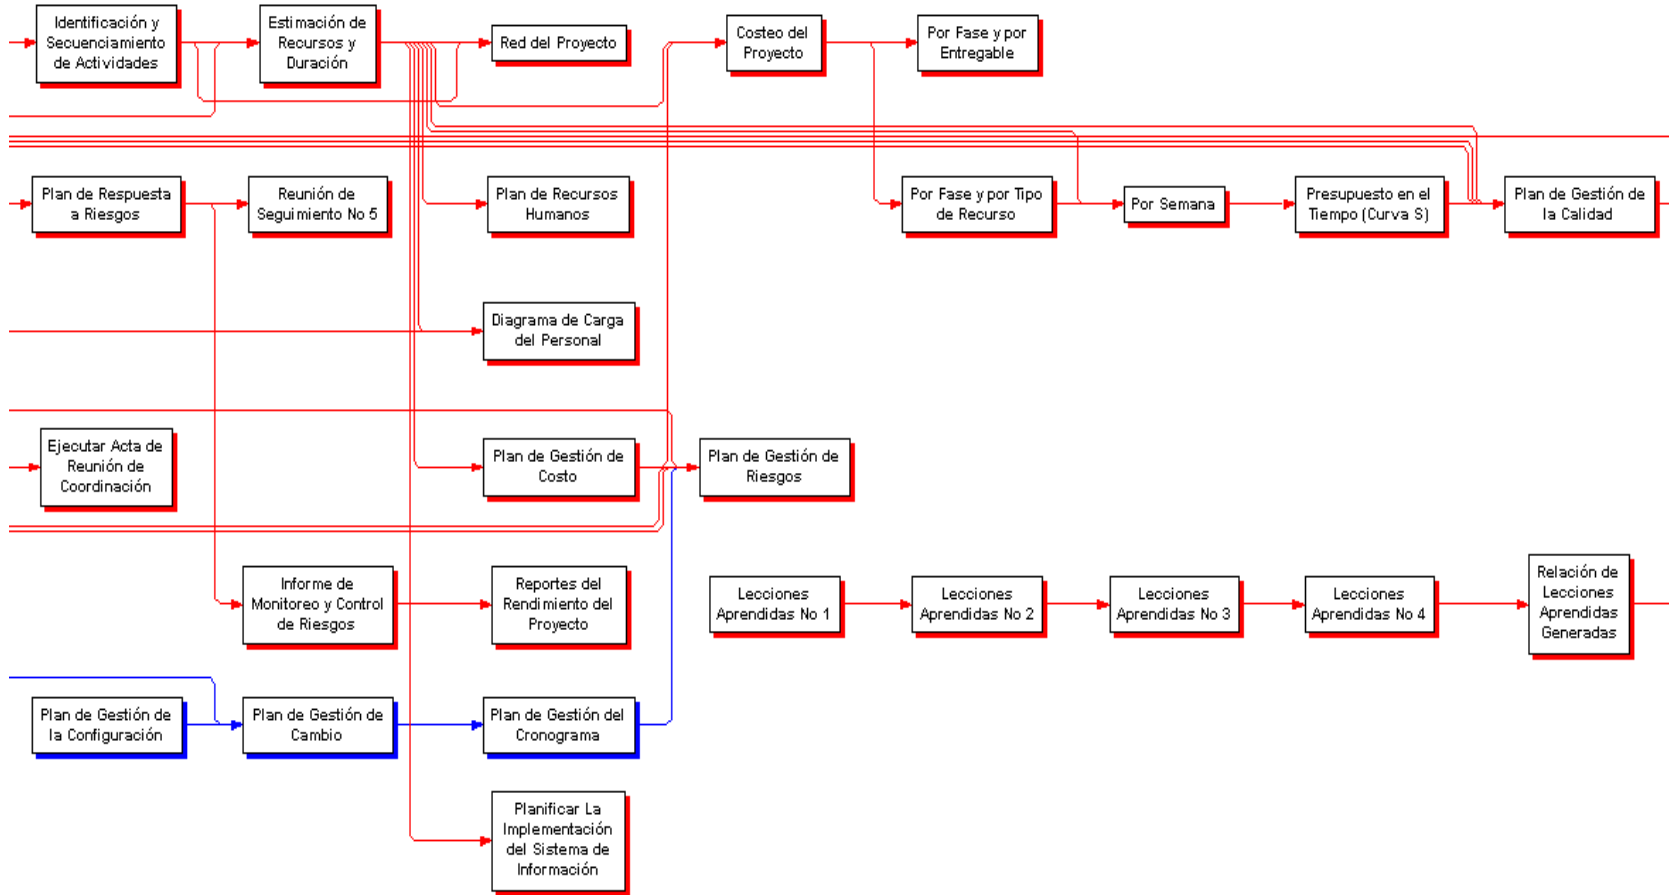 Identificación y
Secuenciamiento
de Actividades
Estimación de
Recursos y
Duración
Red del Proyecto
Costeo del
Proyecto
Por Fase y por
Entregable
Plan de Respuesta
a Riesgos
Reunión de
Seguimiento No 5
Plan de Recursos
Humanos
Por Fase y por Tipo
de Recurso
Por Semana
Presupuesto en el
Tiempo (Curva S)
Plan de Gestión de
la Calidad
Diagrama de Carga
del Personal
Ejecutar Acta de
Reunión de
Coordinación
Plan de Gestión de
Costo
Plan de Gestión de
Riesgos
Informe de
Monitoreo y Control
de Riesgos
Reportes del
Rendimiento del
Proyecto
Lecciones
Aprendidas No 1
Lecciones
Aprendidas No 2
Lecciones
Aprendidas No 3
Lecciones
Aprendidas No 4
Relación de
Lecciones
Aprendidas
Generadas
Plan de Gestión de
la Configuración
Plan de Gestión de
Cambio
Plan de Gestión del
Cronograma
Planificar La
Implementación
del Sistema de
Información